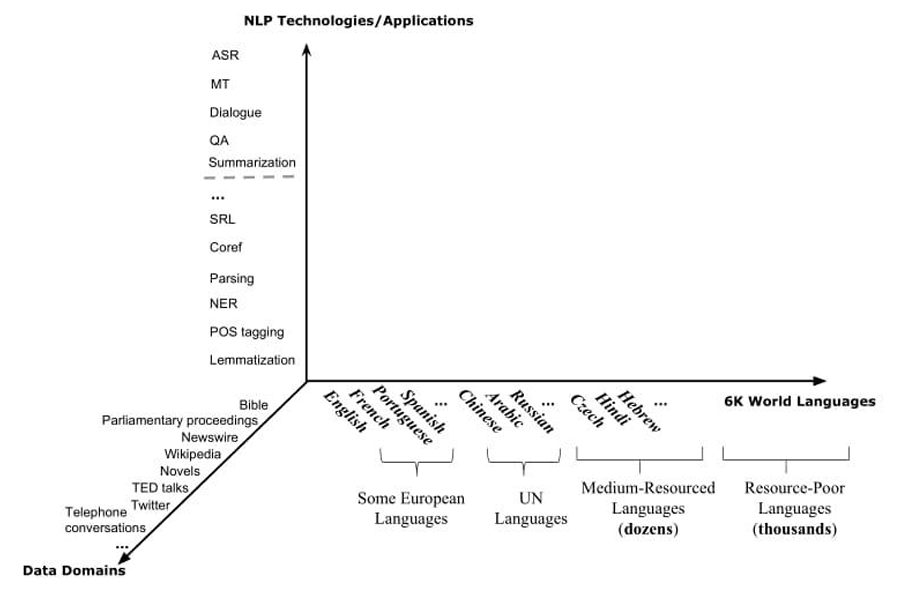 NLP Technologies/Applications
ASR
MT
Dialogue
QA
Summarization
...
SRL
Coref
Parsing
NER
POS tagging
Lemmatization
Bible
Parliamentary proceedings
Newswire
Wikipedia
Novels
TED talks
Twitter
Telephone
conversations
...
Data Domains
English
French
Portuguese
Spanish
...
Chinese
Arabic
Russian
...
Czech
Hindi
Hebrew
...
6K World Languages
Some European
Languages
UN
Languages
Medium-Resourced
Languages
(dozens)
Resource-Poor
Languages
(thousands)